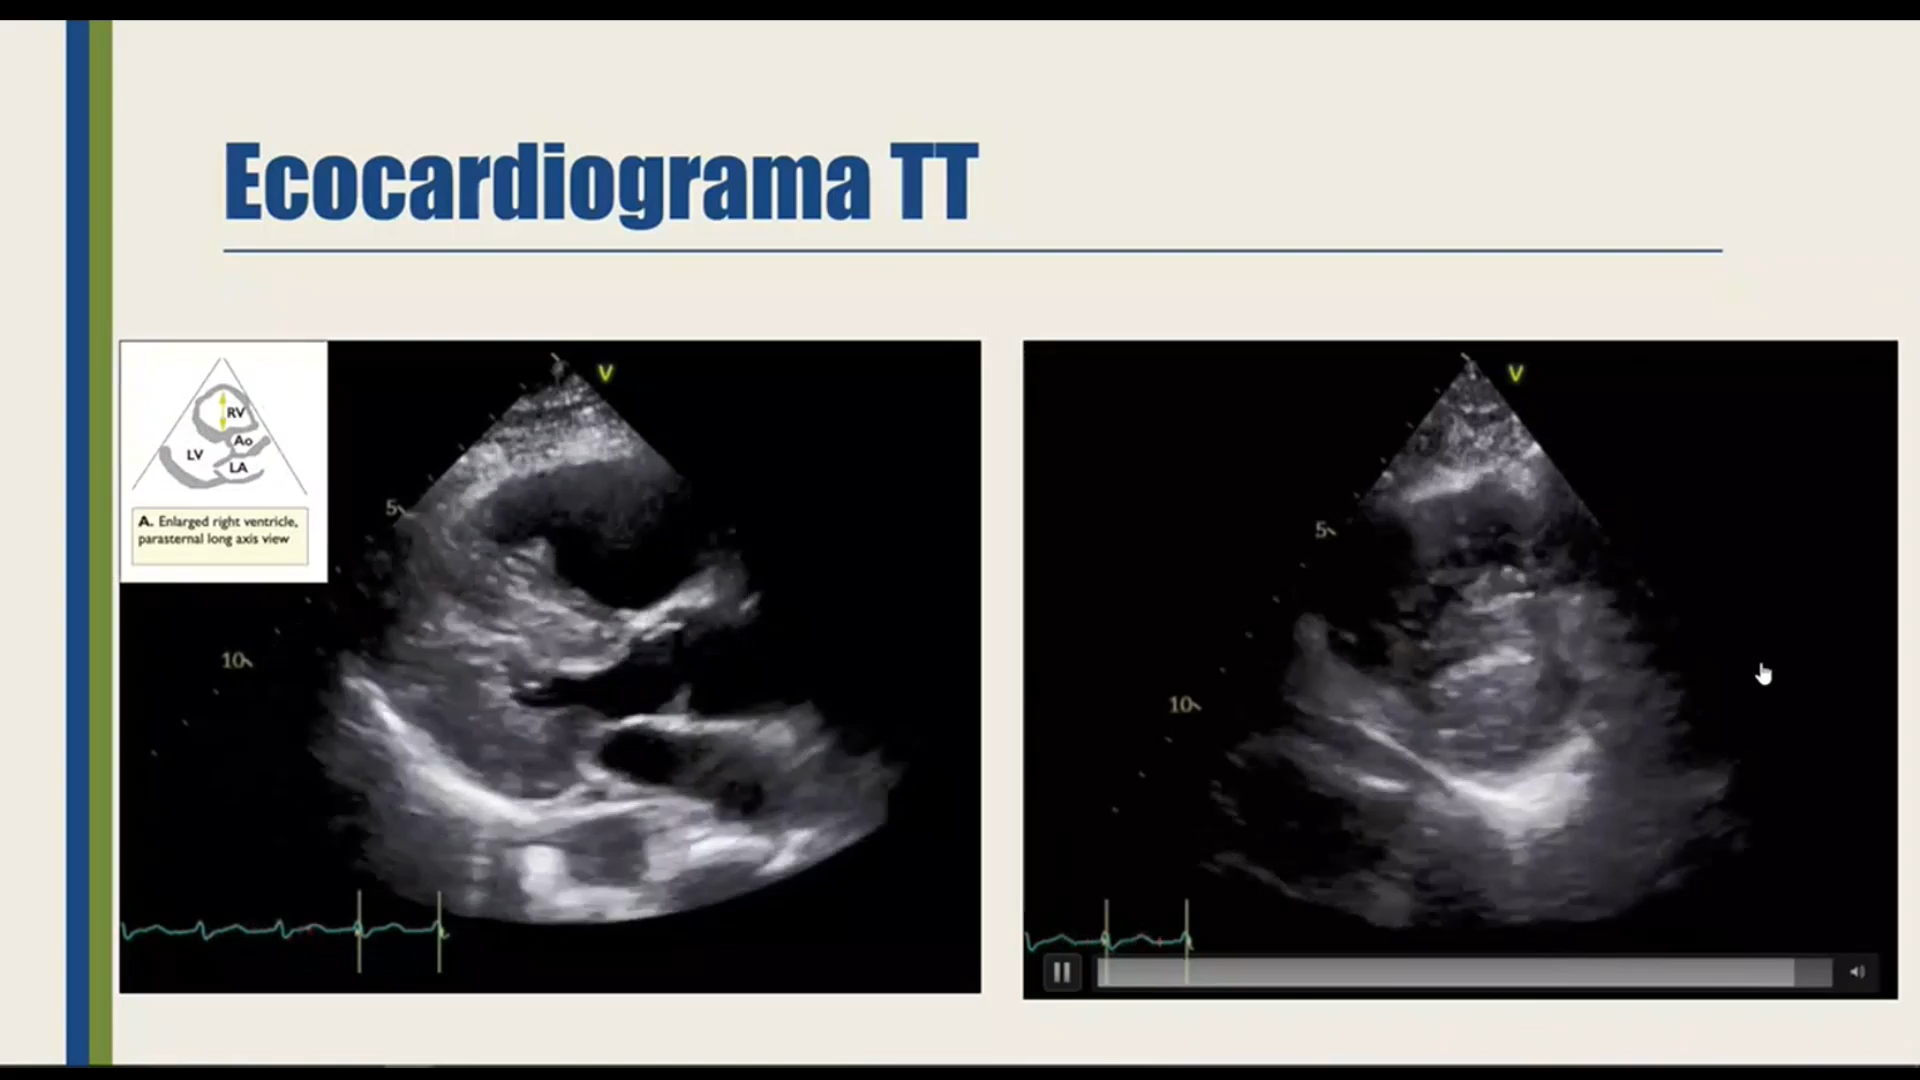 Ecocardiograma TT
RV
Ao
LV
LA
A. Enlarged right ventricle,
parasternal long axis view
V
5
10
V
5
10